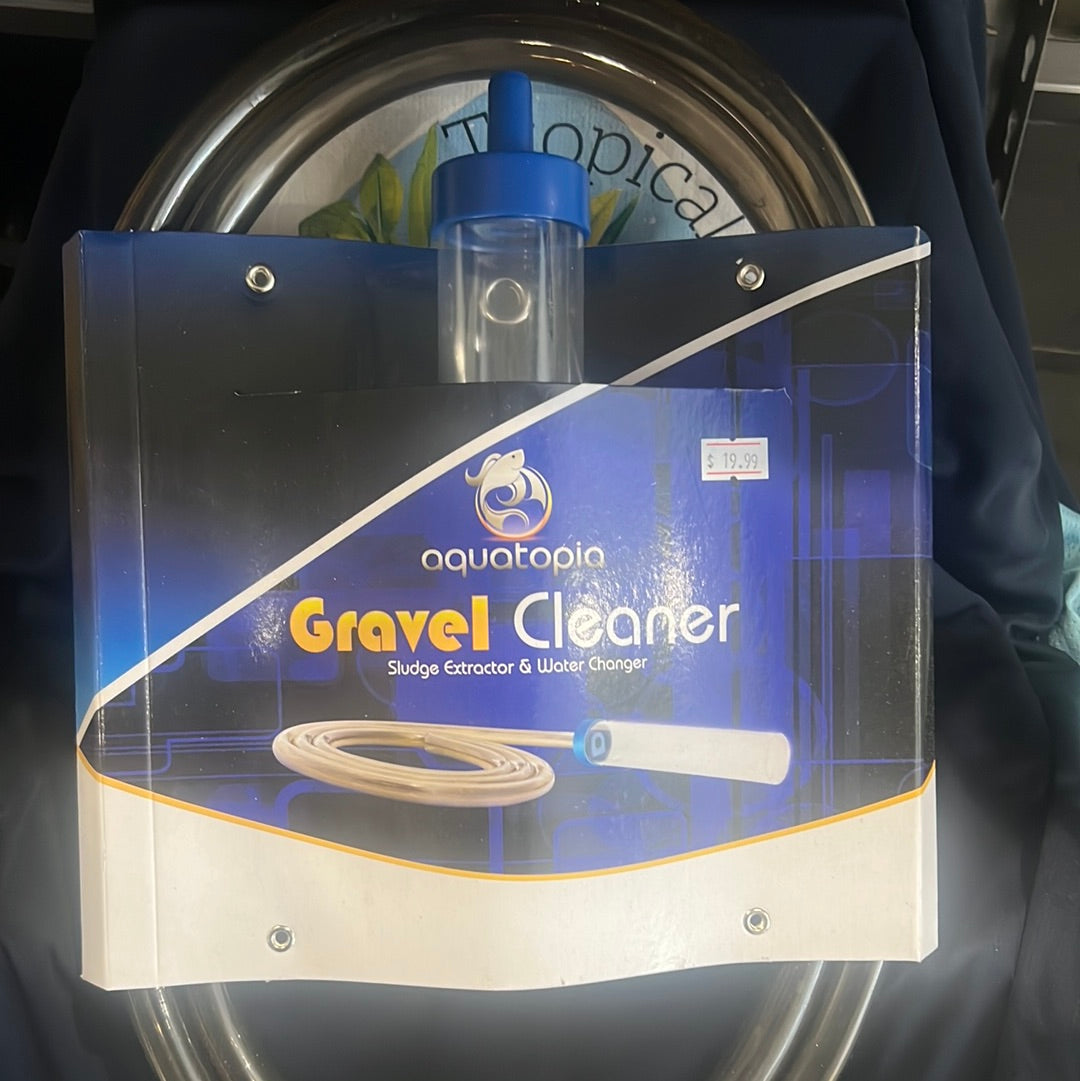 Tropical
$ 19.99
aquatopia
Gravel Cleaner
Sludge Extractor & Water Changer